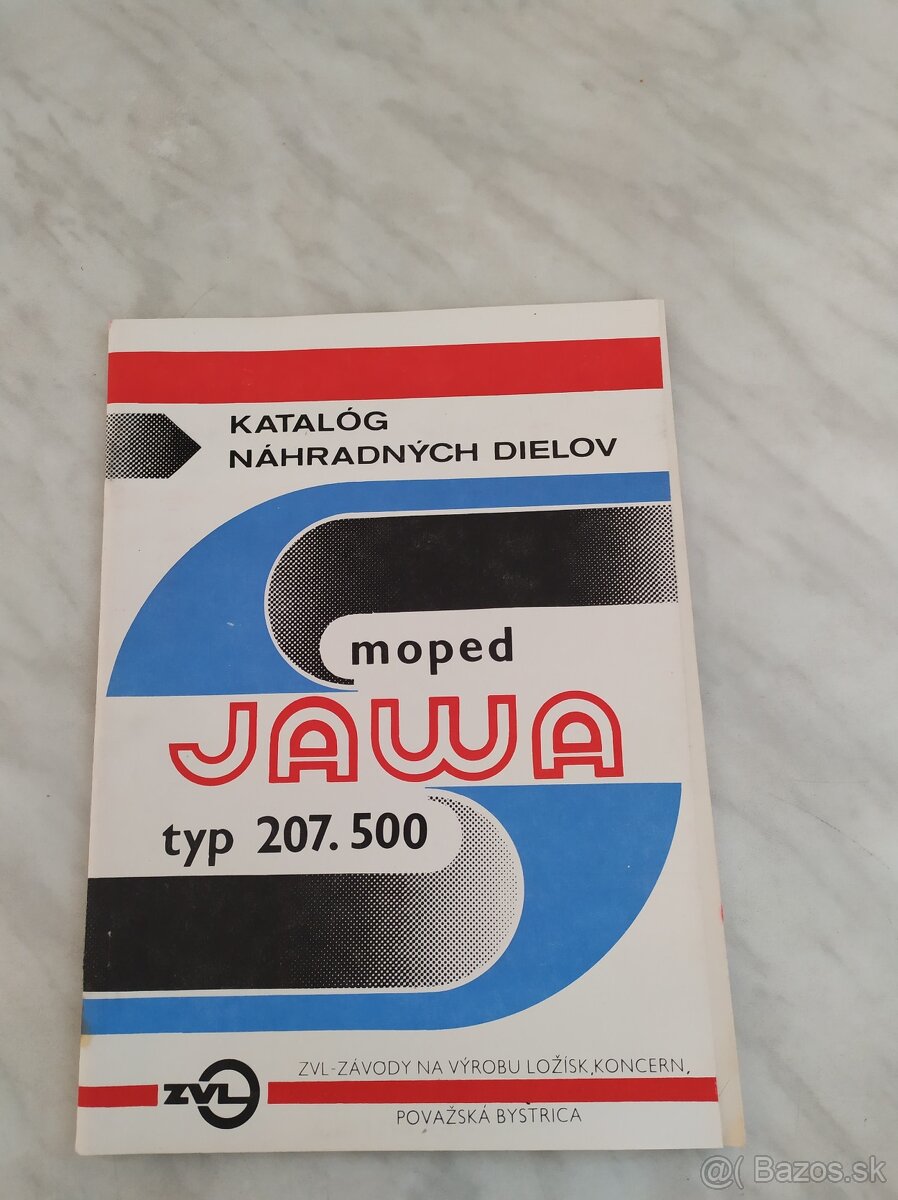 KATALÓG
NÁHRADNÝCH DIELOV
moped
JAWA
typ 207.500
ZVL
ZVL-ZÁVODY NA VÝROBU LOŽÍSK,KONCERN,
POVAŽSKÁ BYSTRICA
@( Bazos.sk